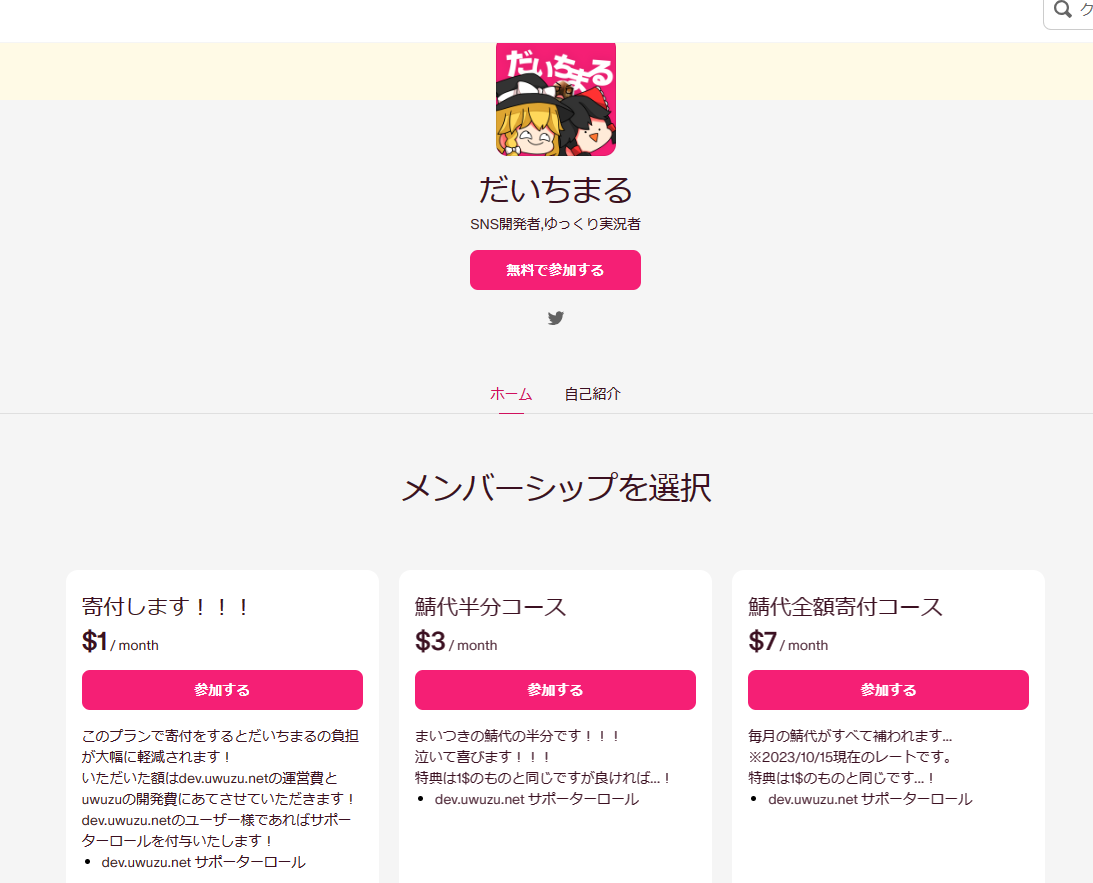 ク
だいちまる
だいちまる
SNS開発者,ゆっくり実況者
無料で参加する
ホーム
自己紹介
メンバーシップを選択
寄付します！！！
$1 / month
参加する
このプランで寄付をするとだいちまるの負担
が大幅に軽減されます！
いただいた額はdev.uwuzu.netの運営費と
uwuzuの開発費にあてさせていただきます！
dev.uwuzu.netのユーザー様であればサポー
ターロールを付与いたします！
• dev.uwuzu.net サポーターロール
鯖代半分コース
$3 / month
参加する
まいつきの鯖代の半分です！！！
泣いて喜びます！！！
特典は1$のものと同じですが良ければ...！
• dev.uwuzu.net サポーターロール
鯖代全額寄付コース
$7 / month
参加する
毎月の鯖代がすべて補われます...
※2023/10/15現在のレートです。
特典は1$のものと同じです...！
• dev.uwuzu.net サポーターロール